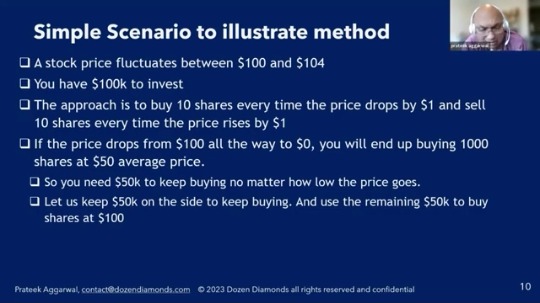 Simple Scenario to illustrate method
prateek aggarwal
❑ A stock price fluctuates between $100 and $104
❑ You have $100k to invest
❑ The approach is to buy 10 shares every time the price drops by $1 and sell
10 shares every time the price rises by $1
❑ If the price drops from $100 all the way to $0, you will end up buying 1000
shares at $50 average price.
❑ So you need $50k to keep buying no matter how low the price goes.
❑ Let us keep $50k on the side to keep buying. And use the remaining $50k to buy
shares at $100
Prateek Aggarwal, contact@dozendiamonds.com © 2023 Dozen Diamonds all rights reserved and confidential
10